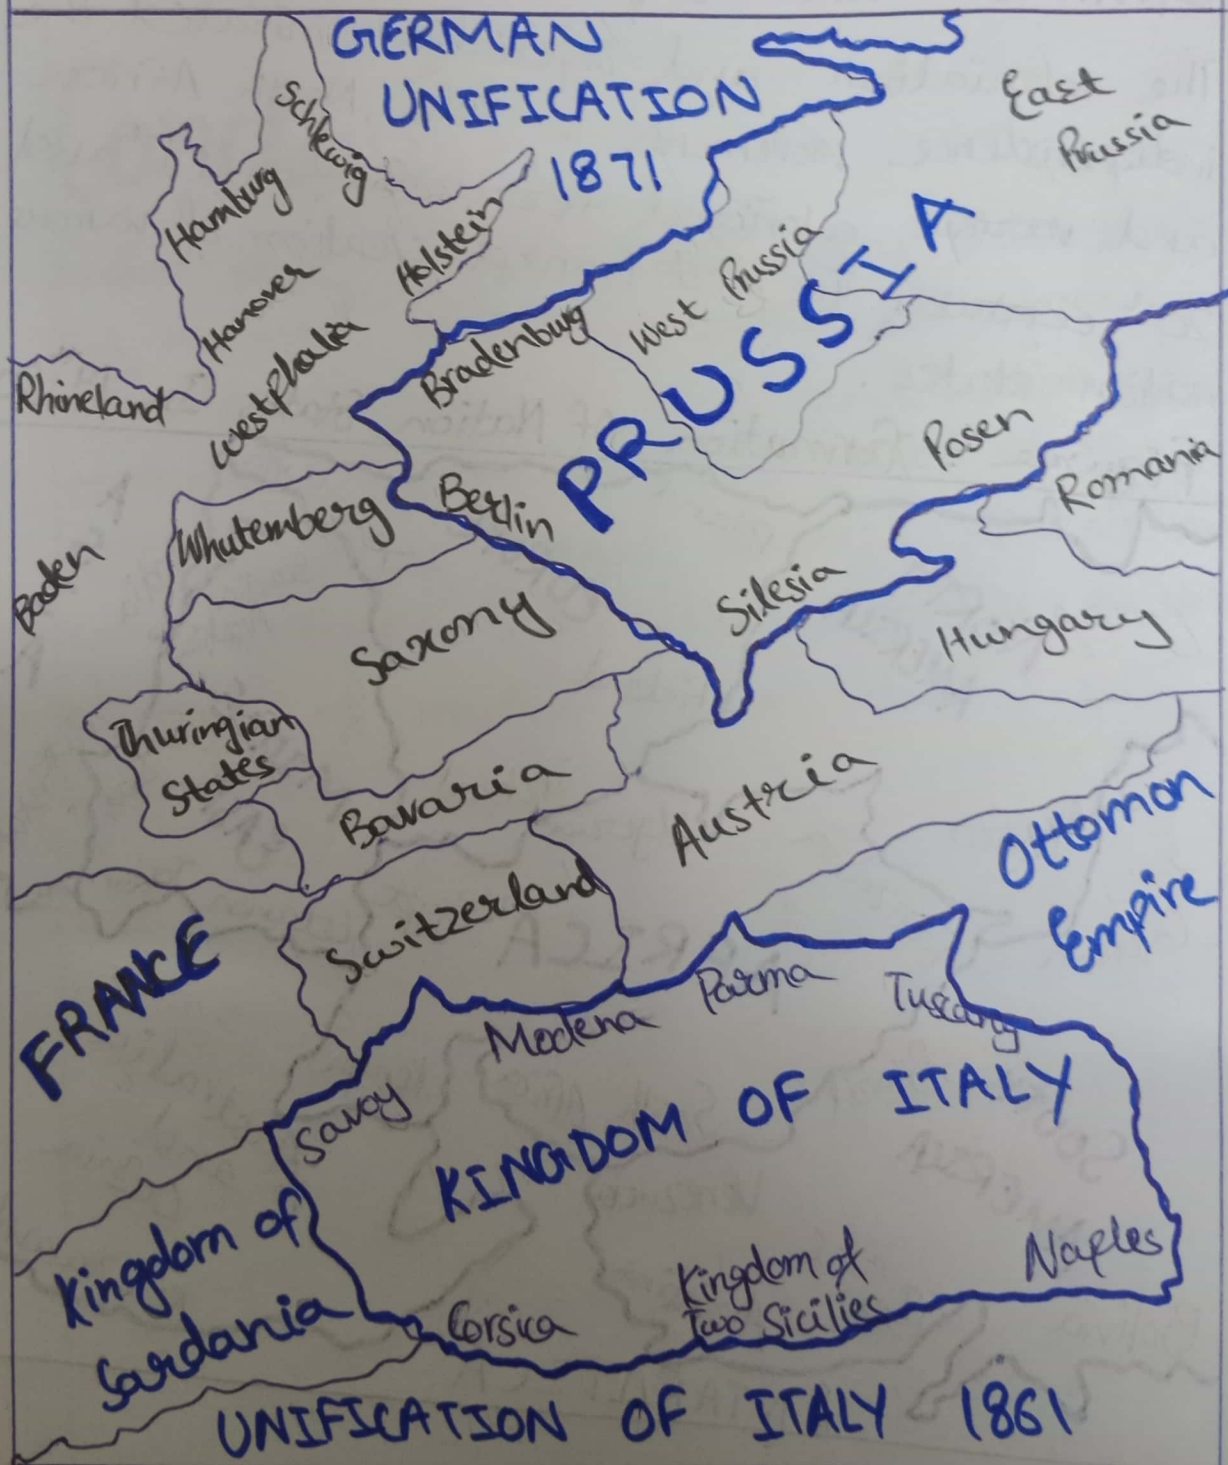 GERMAN
UNIFICATION
1871
East
Prussia
Schlewig
Holstein
Hamburg
Hanover
Westphalia
Rhineland
Bradenburg
West Prussia
PRUSSIA
Posen
Romania
Berlin
Whutemberg
Baden
Silesia
Hungary
Saxony
Thuringian
States
Bavaria
Austria
Ottomon
Empire
Switzerland
FRANCE
Parma
Tuscany
Modena
Savoy
KINGDOM OF ITALY
Kingdom of
Sardania
Naples
Kingdom of
Two Sicilies
Corsica
UNIFICATION OF ITALY 1861